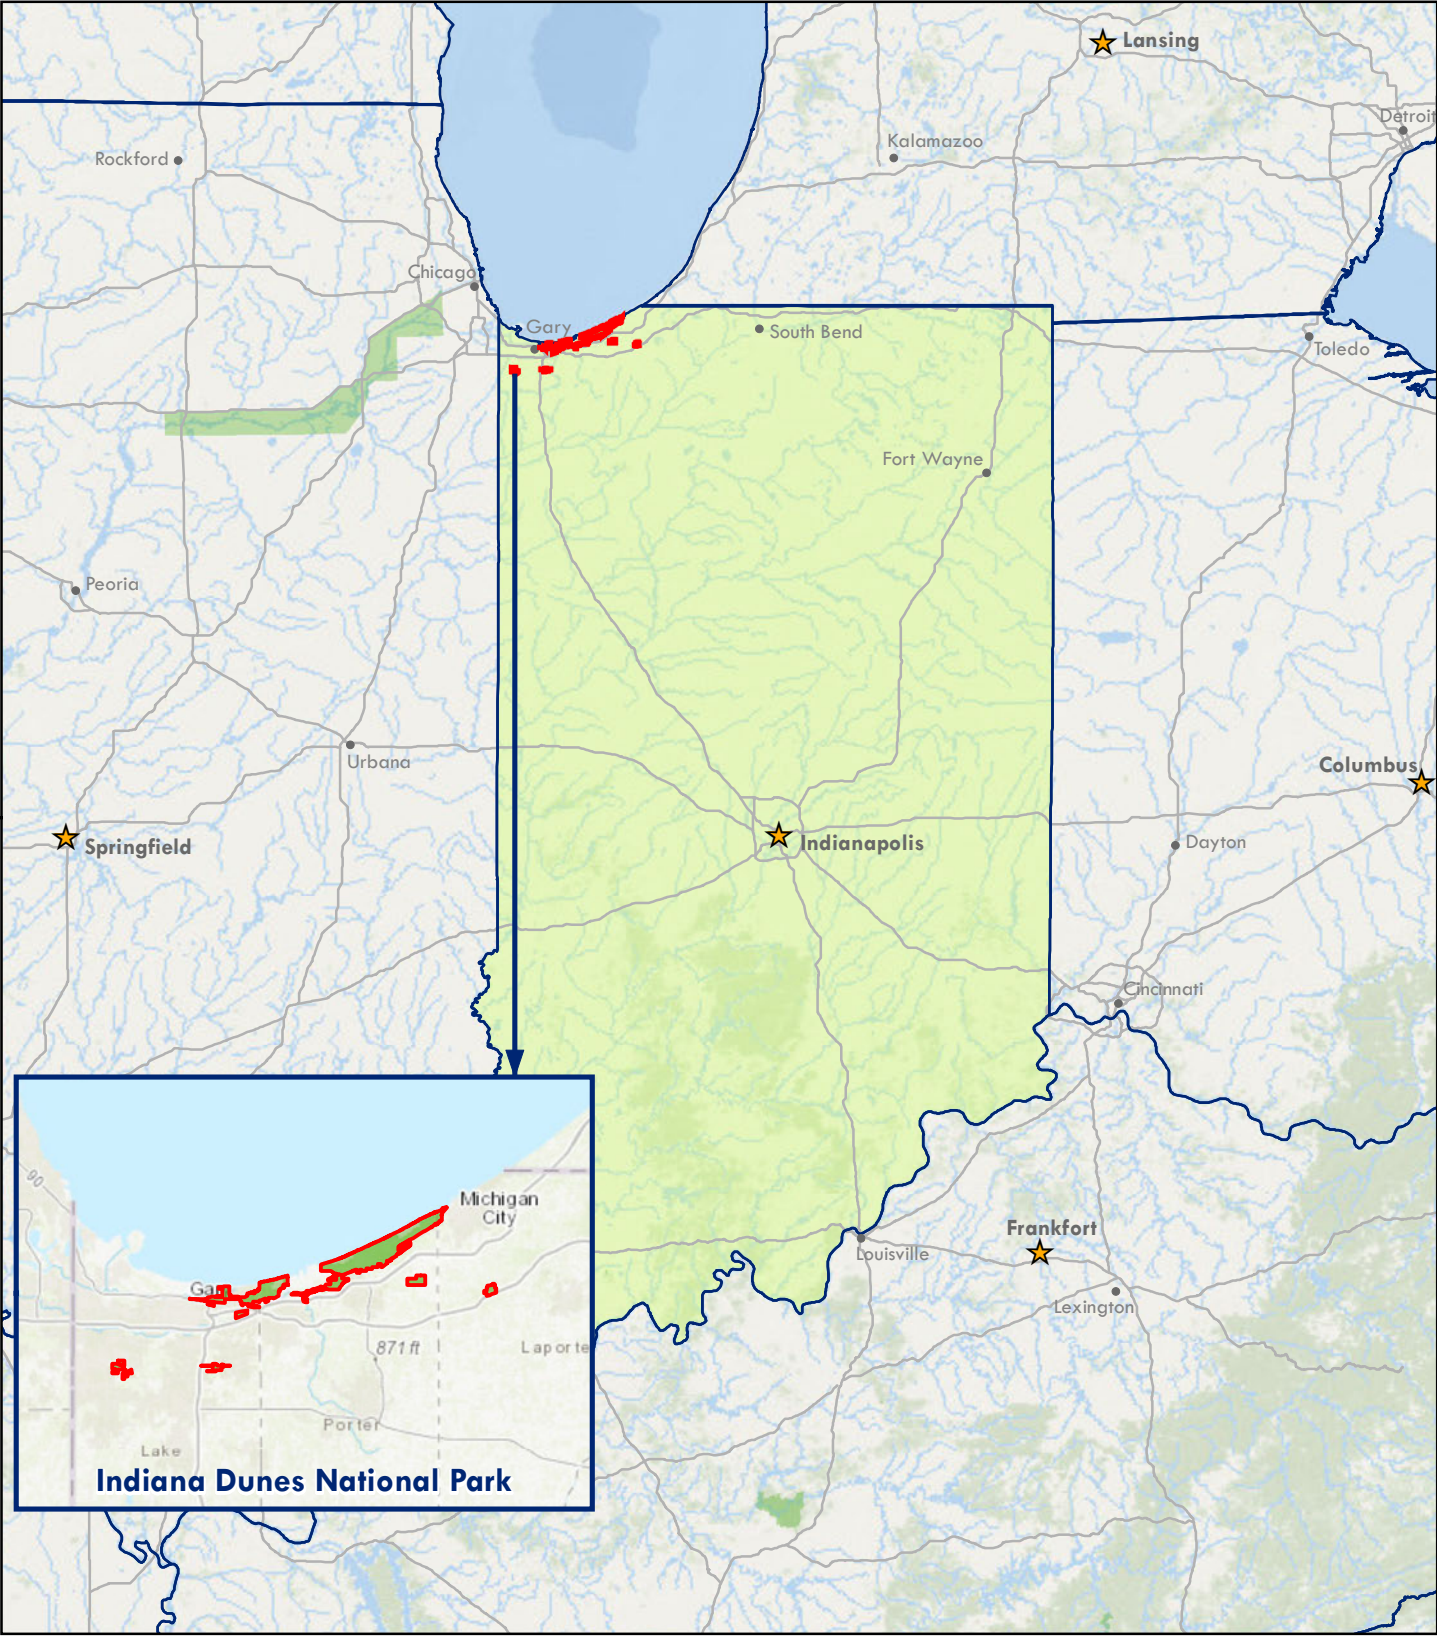 Lansing
Detroit
Kalamazoo
Rockford
Chicago
Gary
South Bend
Toledo
Fort Wayne
Peoria
Urbana
Columbus
Springfield
Indianapolis
Dayton
Cincinnati
90
Michigan
City
Frankfort
Louisville
Ga
Lexington
871 ft
Laporte
Porter
Lake
Indiana Dunes National Park